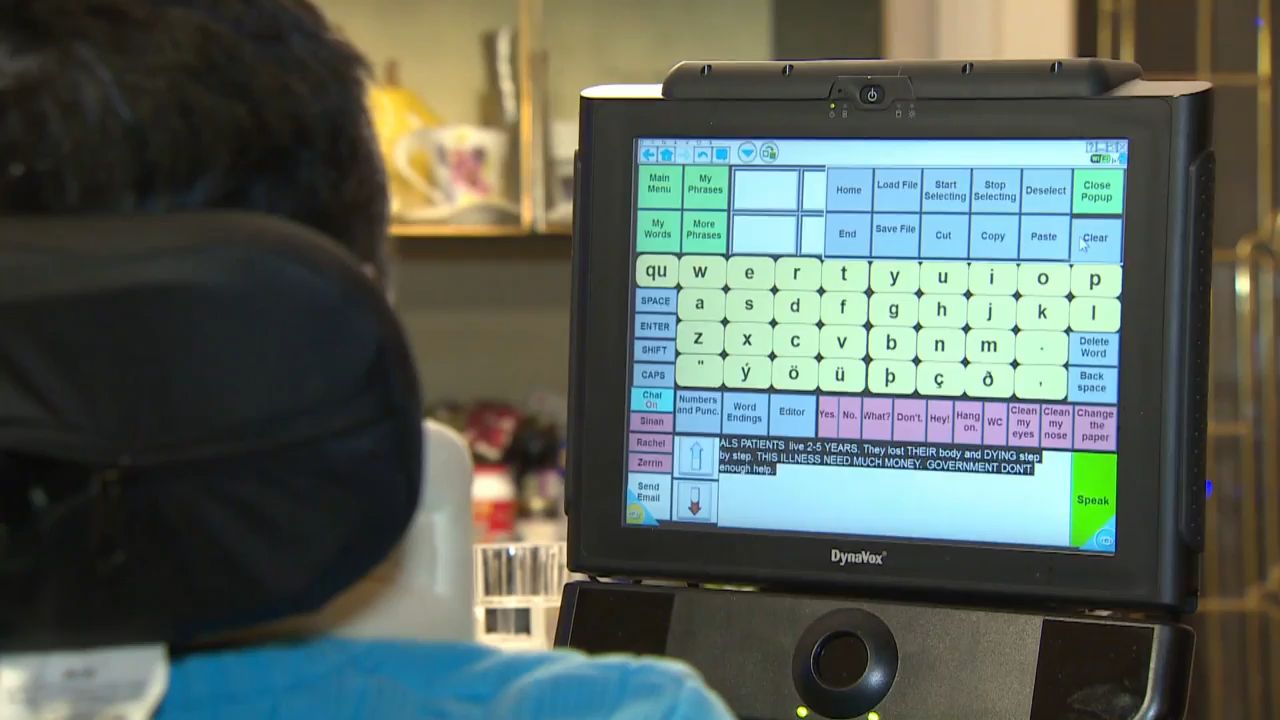 Main Menu My Phrases Home Load File Start Selecting Stop Selecting Deselect Close Popup
My Words More Phrases End Save File Cut Copy Paste Clear
qu w e r t y u i o p
SPACE a s d f g h j k l
ENTER
z x c v b n m . Delete Word
SHIFT
CAPS " ý ö ü þ ç ð , Back space
Chat On Numbers and Punc. Word Endings Editor Yes. No. What? Don't. Hey! Hang on. WC Clean my eyes Clean my nose Change the paper
Sinan
Rachel
Zerrin
Send Email
ALS PATIENTS live 2-5 YEARS. They lost THEIR body and DYING step
by step. THIS ILLNESS NEED MUCH MONEY. GOVERNMENT DON'T
enough help.
Speak
DynaVox